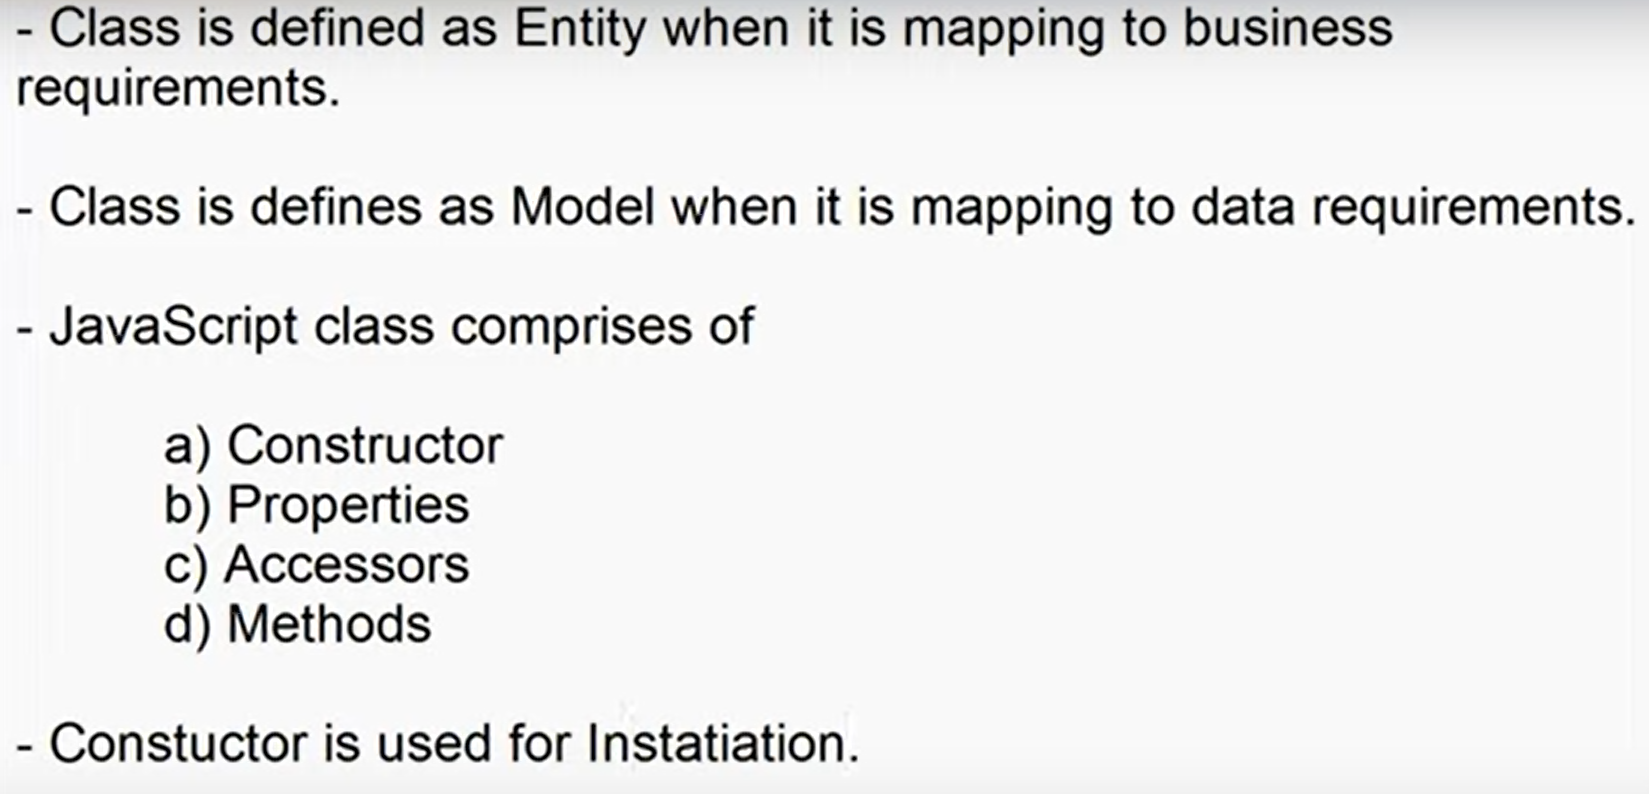 - Class is defined as Entity when it is mapping to business
requirements.
- Class is defines as Model when it is mapping to data requirements.
- JavaScript class comprises of
a) Constructor
b) Properties
c) Accessors
d) Methods
- Constuctor is used for Instatiation.